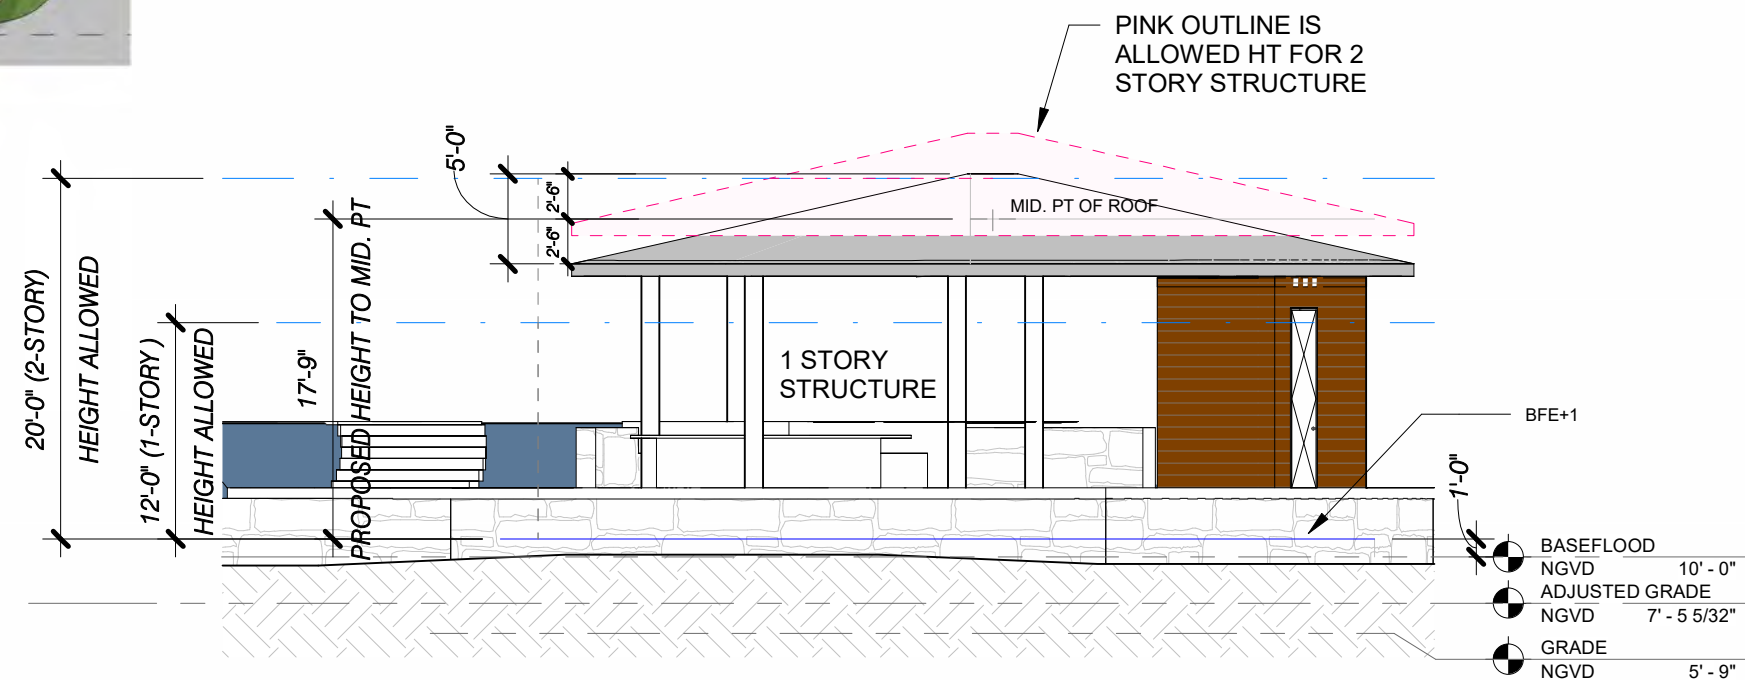 PINK OUTLINE IS
ALLOWED HT FOR 2
STORY STRUCTURE
5'-0"
2'-6"
2'-6"
MID. PT OF ROOF
20'-0" (2-STORY)
HEIGHT ALLOWED
12'-0" (1-STORY )
HEIGHT ALLOWED
17'-9"
PROPOSED HEIGHT TO MID. PT
1 STORY
STRUCTURE
BFE+1
1'-0"
BASEFLOOD
NGVD 10' - 0"
ADJUSTED GRADE
NGVD 7' - 5 5/32"
GRADE
NGVD 5' - 9"